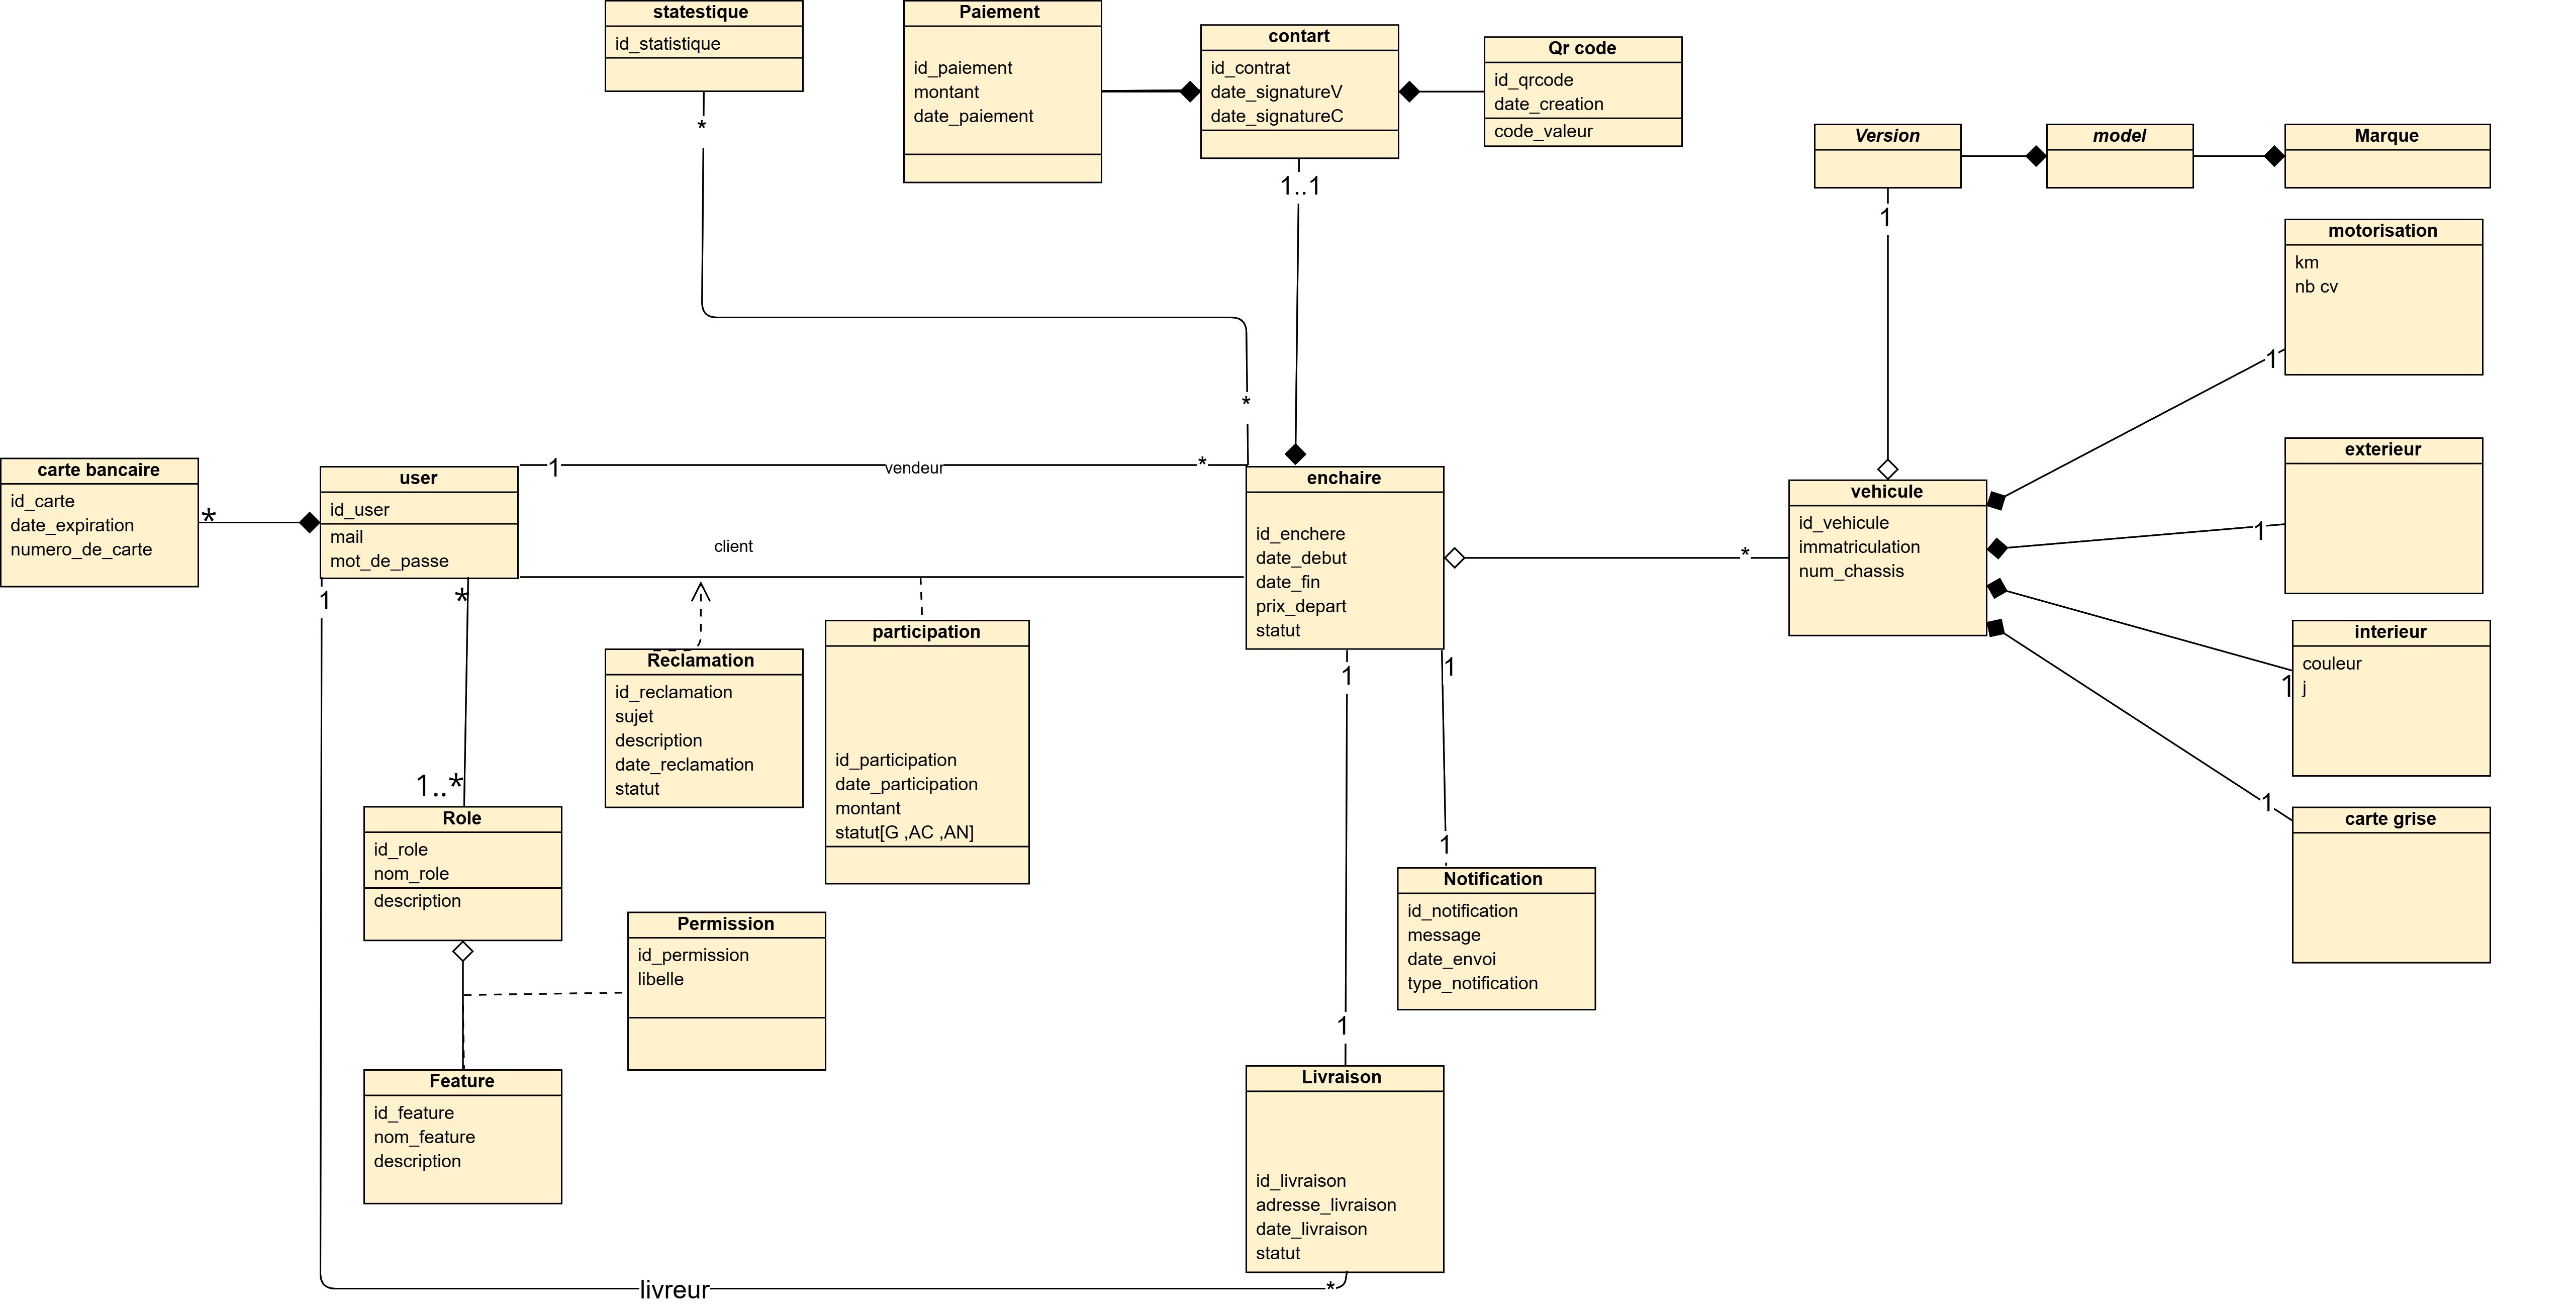 statestique
id_statistique
*
Paiement
id_paiement
montant
date_paiement
contart
id_contrat
date_signatureV
date_signatureC
1..1
Qr code
id_qrcode
date_creation
code_valeur
Version
model
Marque
1
motorisation
km
nb cv
1
*
carte bancaire
id_carte
date_expiration
numero_de_carte
*
user
id_user
mail
mot_de_passe
1
vendeur
*
client
enchaire
id_enchere
date_debut
date_fin
prix_depart
statut
*
vehicule
id_vehicule
immatriculation
num_chassis
exterieur
1
interieur
couleur
j
1
carte grise
1
1
*
1..*
Reclamation
id_reclamation
sujet
description
date_reclamation
statut
participation
id_participation
date_participation
montant
statut[G ,AC ,AN]
1
1
1
Notification
id_notification
message
date_envoi
type_notification
Role
id_role
nom_role
description
Permission
id_permission
libelle
Feature
id_feature
nom_feature
description
1
Livraison
id_livraison
adresse_livraison
date_livraison
statut
livreur
*